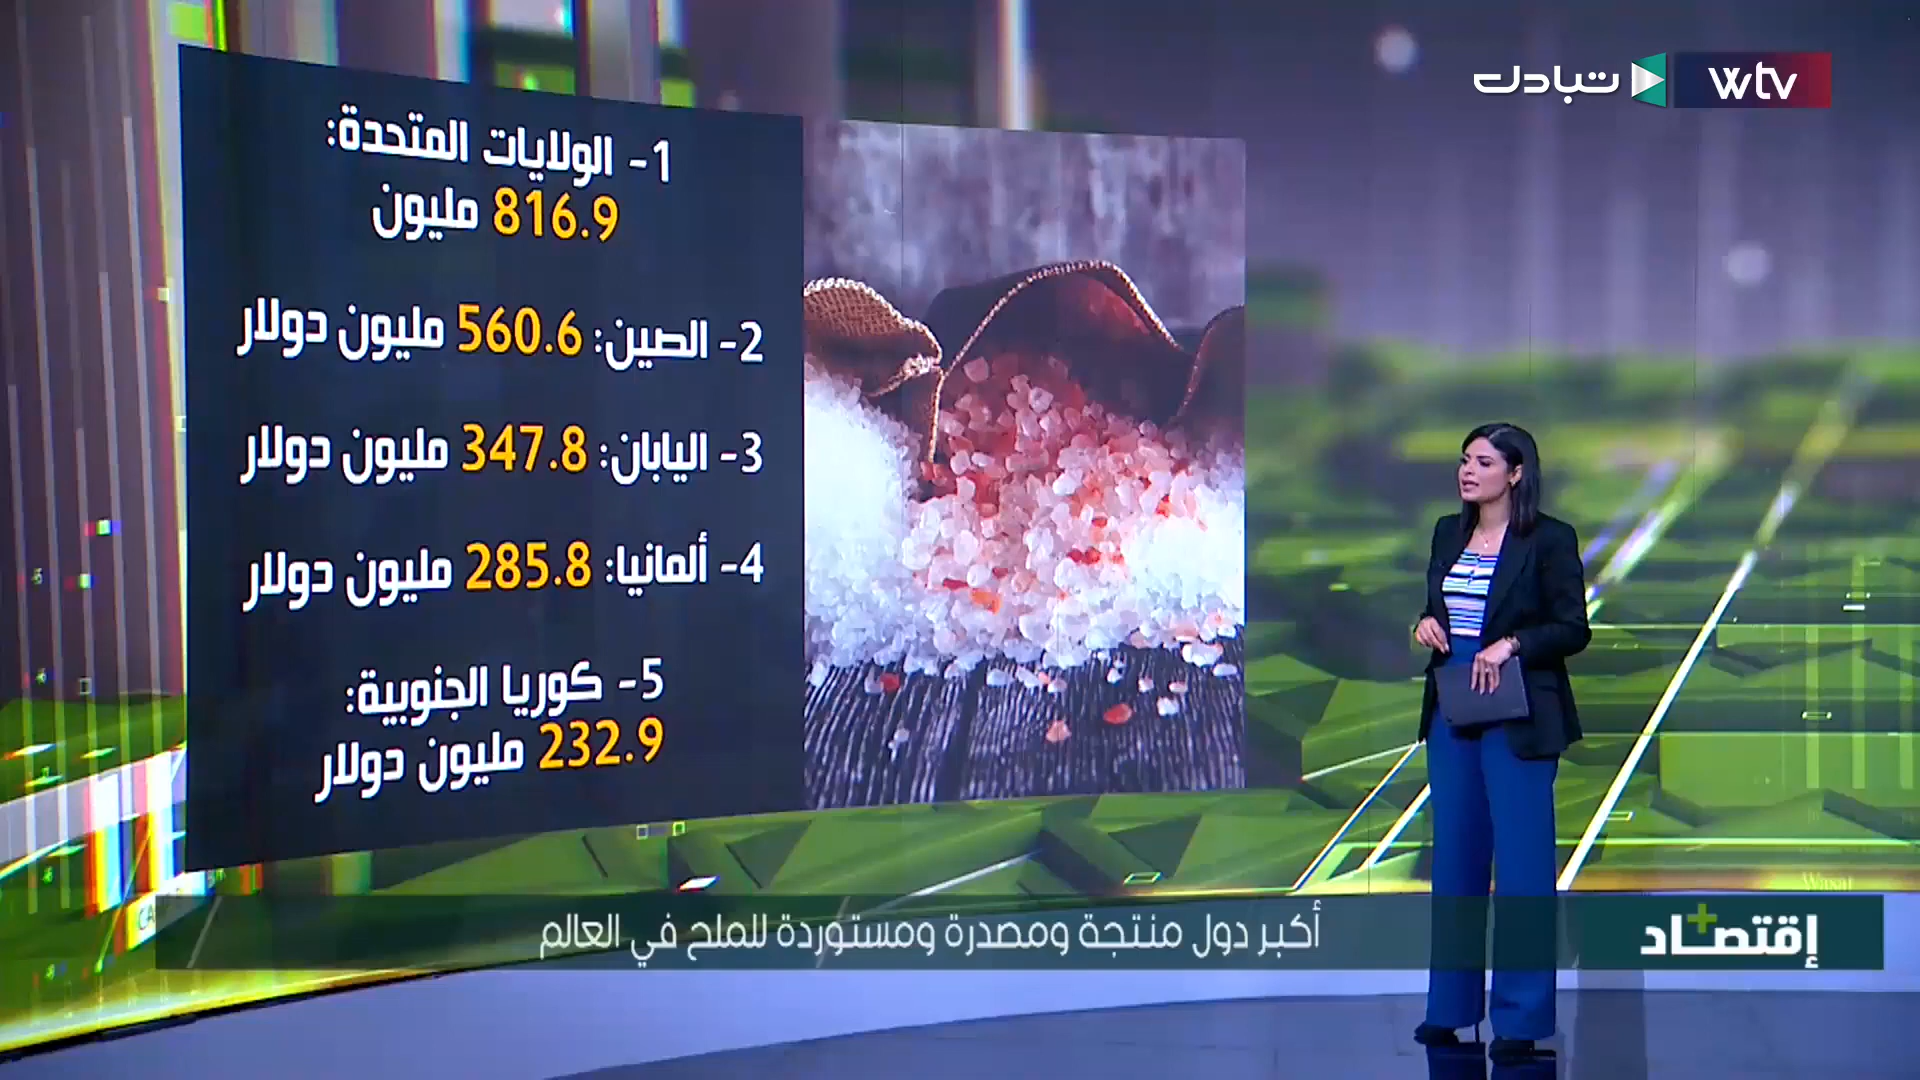 تبادل
wtv
1- الولايات المتحدة:
816.9 مليون
2- الصين: 560.6 مليون دولار
3- اليابان: 347.8 مليون دولار
4- ألمانيا: 285.8 مليون دولار
5- كوريا الجنوبية:
232.9 مليون دولار
أكبر دول منتجة ومصدرة ومستوردة للملح في العالم
إقتصاد+